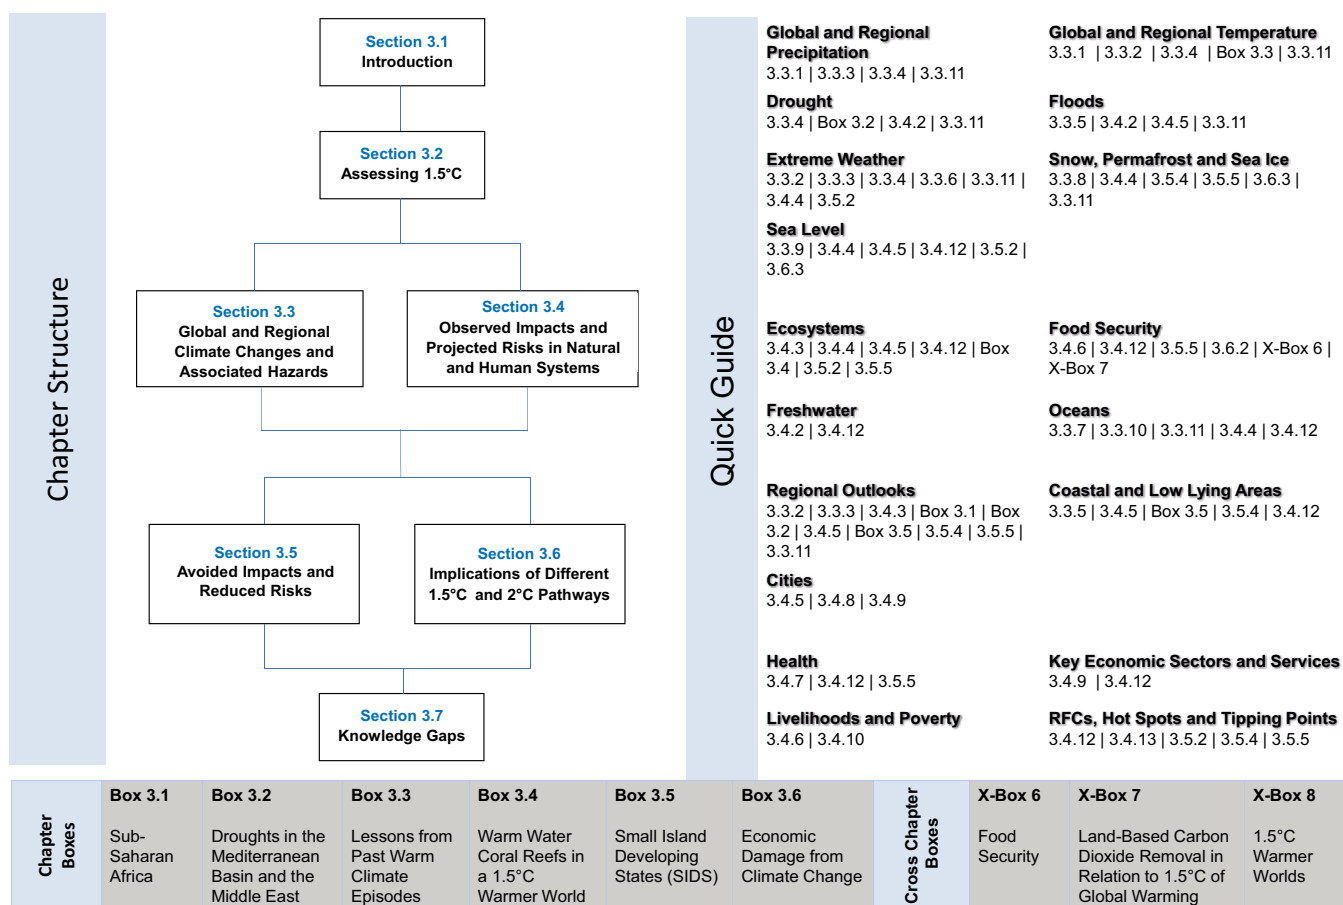 Chapter Structure
Section 3.1
Introduction
Section 3.2
Assessing 1.5°C
Section 3.3
Global and Regional
Climate Changes and
Associated Hazards
Section 3.4
Observed Impacts and
Projected Risks in Natural
and Human Systems
Section 3.5
Avoided Impacts and
Reduced Risks
Section 3.6
Implications of Different
1.5°C and 2°C Pathways
Section 3.7
Knowledge Gaps
Quick Guide
Global and Regional
Precipitation
3.3.1 | 3.3.3 | 3.3.4 | 3.3.11
Global and Regional Temperature
3.3.1 | 3.3.2 | 3.3.4 | Box 3.3 | 3.3.11
Drought
3.3.4 | Box 3.2 | 3.4.2 | 3.3.11
Floods
3.3.5 | 3.4.2 | 3.4.5 | 3.3.11
Extreme Weather
3.3.2 | 3.3.3 | 3.3.4 | 3.3.6 | 3.3.11 |
3.4.4 | 3.5.2
Snow, Permafrost and Sea Ice
3.3.8 | 3.4.4 | 3.5.4 | 3.5.5 | 3.6.3 |
3.3.11
Sea Level
3.3.9 | 3.4.4 | 3.4.5 | 3.4.12 | 3.5.2 |
3.6.3
Ecosystems
3.4.3 | 3.4.4 | 3.4.5 | 3.4.12 | Box
3.4 | 3.5.2 | 3.5.5
Food Security
3.4.6 | 3.4.12 | 3.5.5 | 3.6.2 | X-Box 6 |
X-Box 7
Freshwater
3.4.2 | 3.4.12
Oceans
3.3.7 | 3.3.10 | 3.3.11 | 3.4.4 | 3.4.12
Regional Outlooks
3.3.2 | 3.3.3 | 3.4.3 | Box 3.1 | Box
3.2 | 3.4.5 | Box 3.5 | 3.5.4 | 3.5.5 |
3.3.11
Coastal and Low Lying Areas
3.3.5 | 3.4.5 | Box 3.5 | 3.5.4 | 3.4.12
Cities
3.4.5 | 3.4.8 | 3.4.9
Health
3.4.7 | 3.4.12 | 3.5.5
Key Economic Sectors and Services
3.4.9 | 3.4.12
Livelihoods and Poverty
3.4.6 | 3.4.10
RFCs, Hot Spots and Tipping Points
3.4.12 | 3.4.13 | 3.5.2 | 3.5.4 | 3.5.5
Chapter
Boxes
Box 3.1
Sub-
Saharan
Africa
Box 3.2
Droughts in the
Mediterranean
Basin and the
Middle East
Box 3.3
Lessons from
Past Warm
Climate
Episodes
Box 3.4
Warm Water
Coral Reefs in
a 1.5°C
Warmer World
Box 3.5
Small Island
Developing
States (SIDS)
Box 3.6
Economic
Damage from
Climate Change
Cross Chapter
Boxes
X-Box 6
Food
Security
X-Box 7
Land-Based Carbon
Dioxide Removal in
Relation to 1.5°C of
Global Warming
X-Box 8
1.5°C
Warmer
Worlds